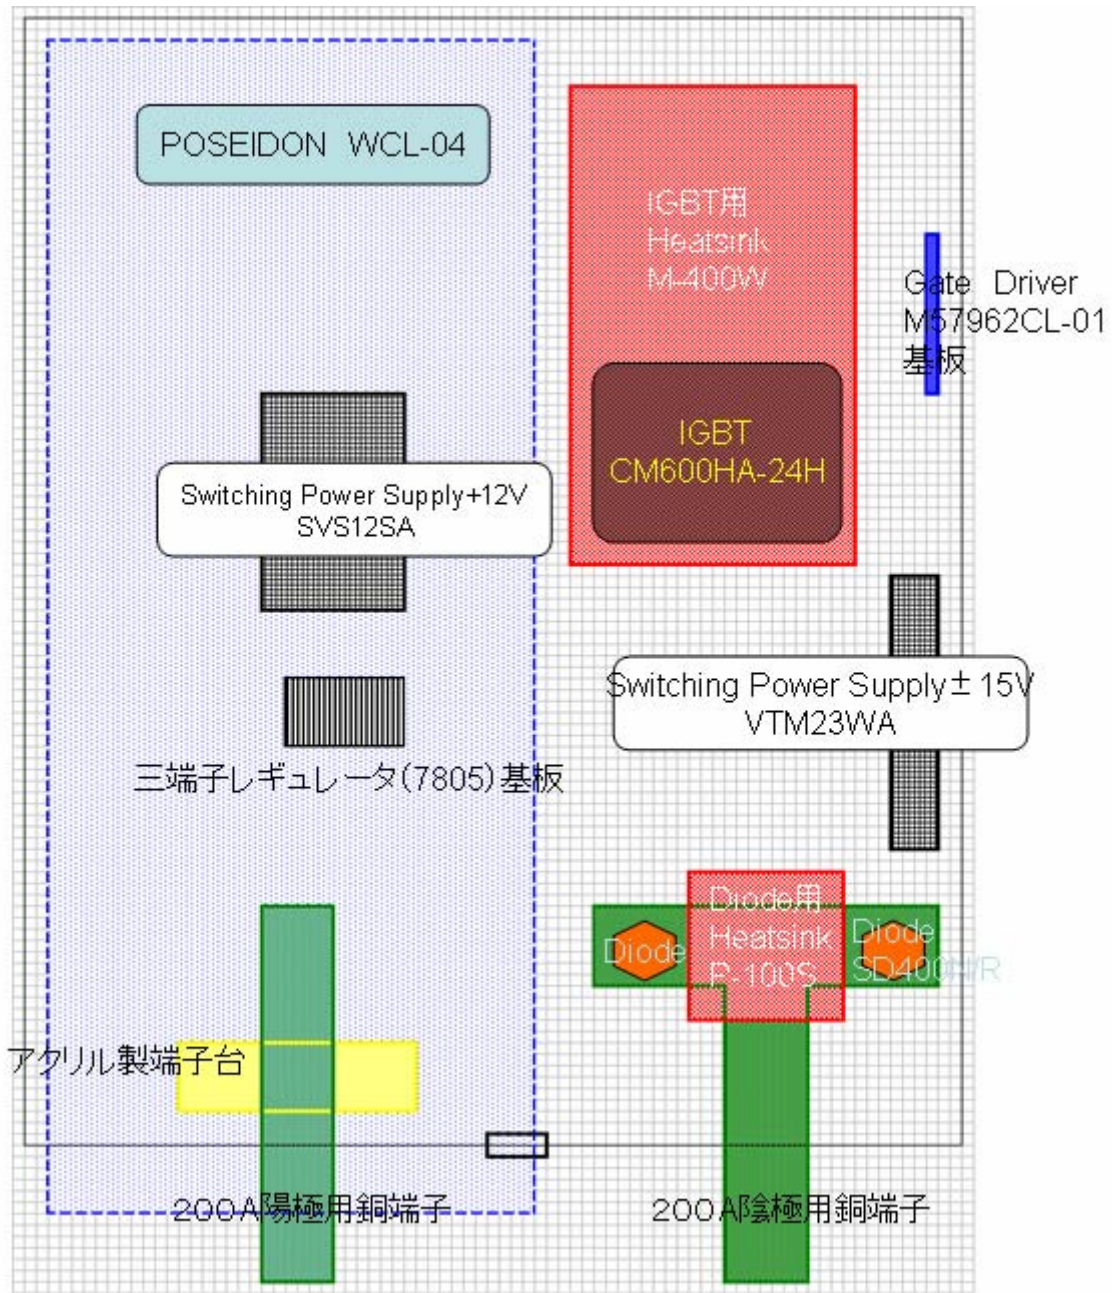 POSEIDON WCL-04
IGBT用
Heatsink
M-400W
Gate Driver
M57962CL-01
基板
IGBT
CM600HA-24H
Switching Power Supply+12V
SVS12SA
Switching Power Supply± 15V
VTM23WA
三端子レギュレータ(7805)基板
Diode
Diode用
Heatsink
P-100S
Diode
SD400N/R
アクリル製端子台
200A陽極用銅端子
200A陰極用銅端子